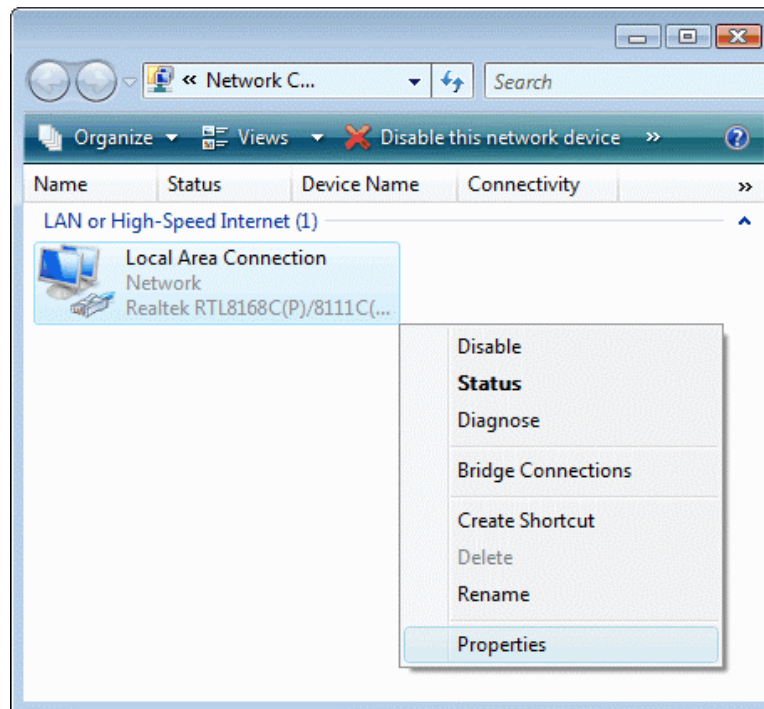 « Network C...
Search
Organize Views Disable this network device »
Name Status Device Name Connectivity »
LAN or High-Speed Internet (1)
Local Area Connection
Network
Realtek RTL8168C(P)/8111C(...
Disable
Status
Diagnose
Bridge Connections
Create Shortcut
Delete
Rename
Properties